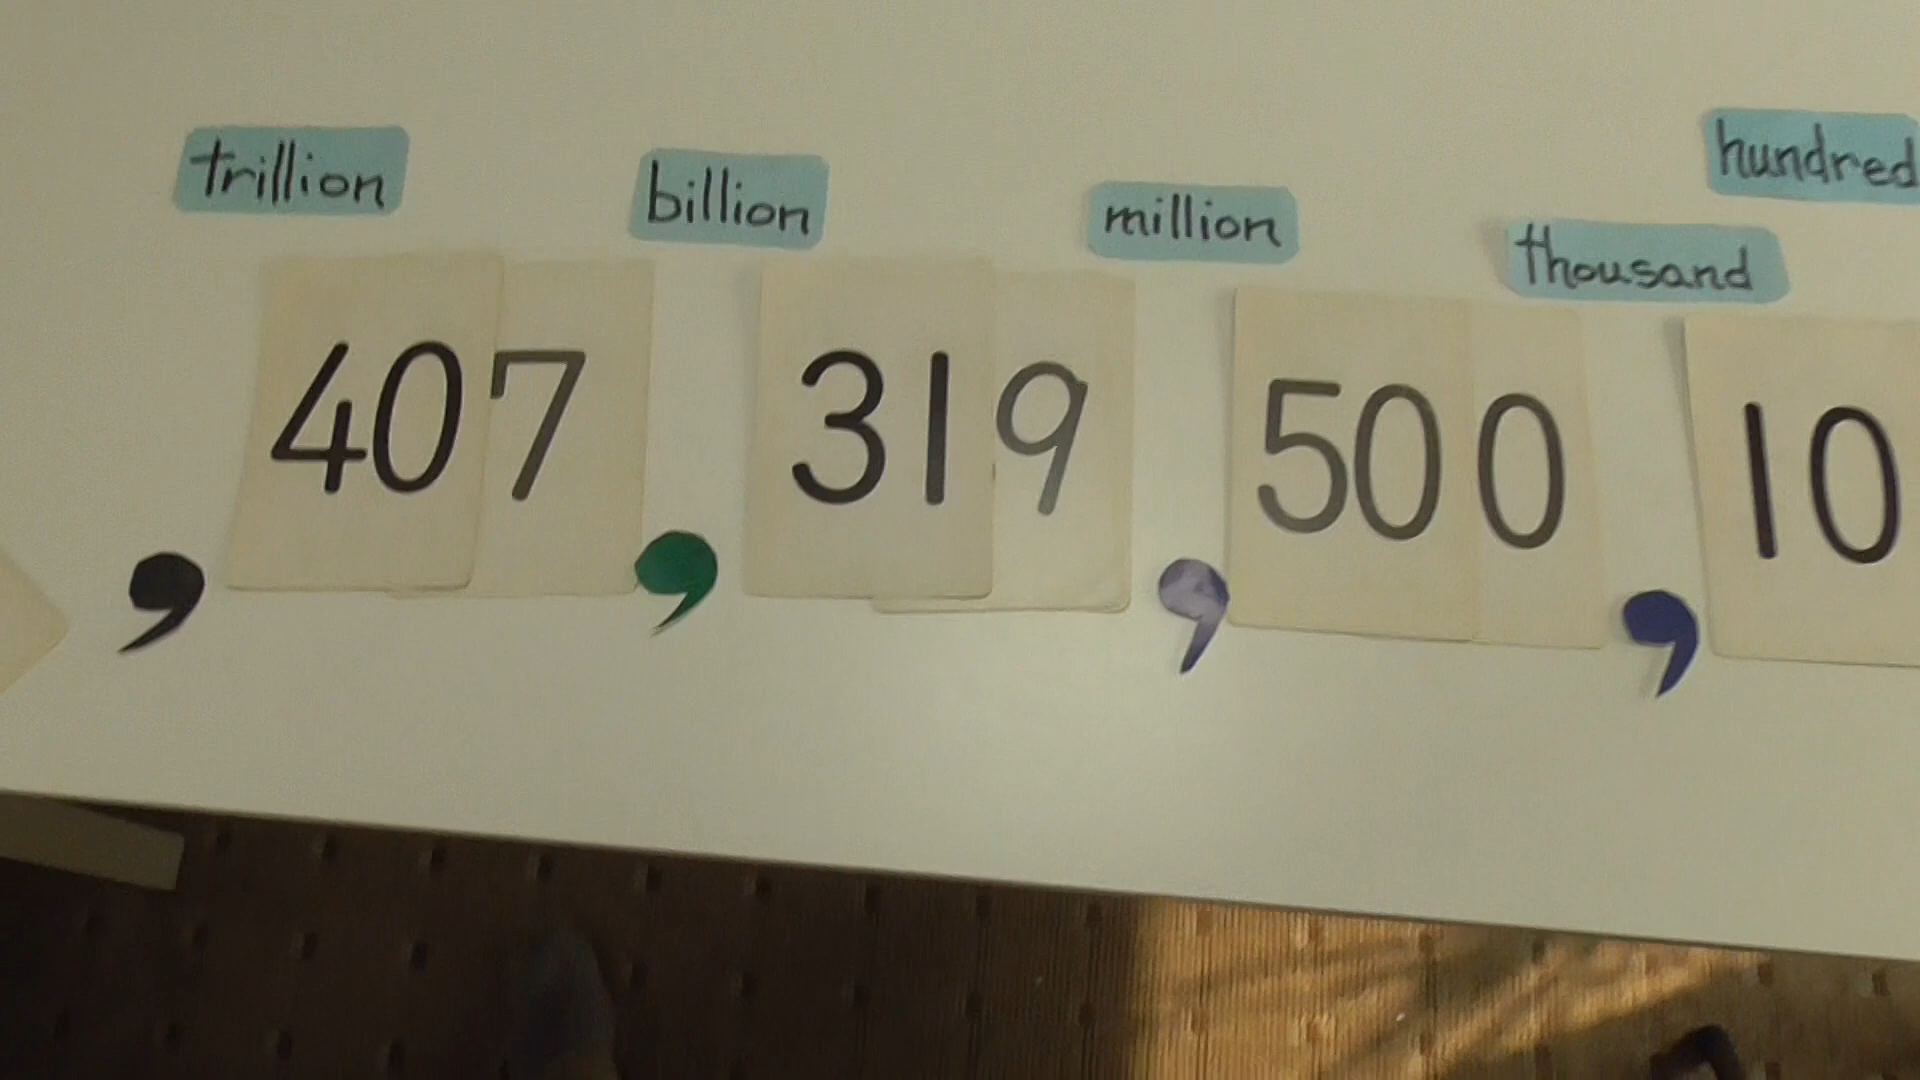 trillion billion million thousand hundred
, 407 , 319 , 500 , 10